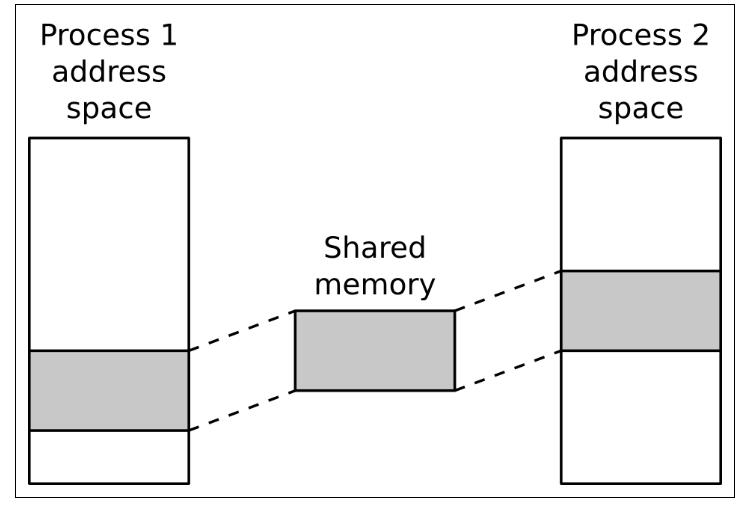 Process 1
address
space
Process 2
address
space
Shared
memory